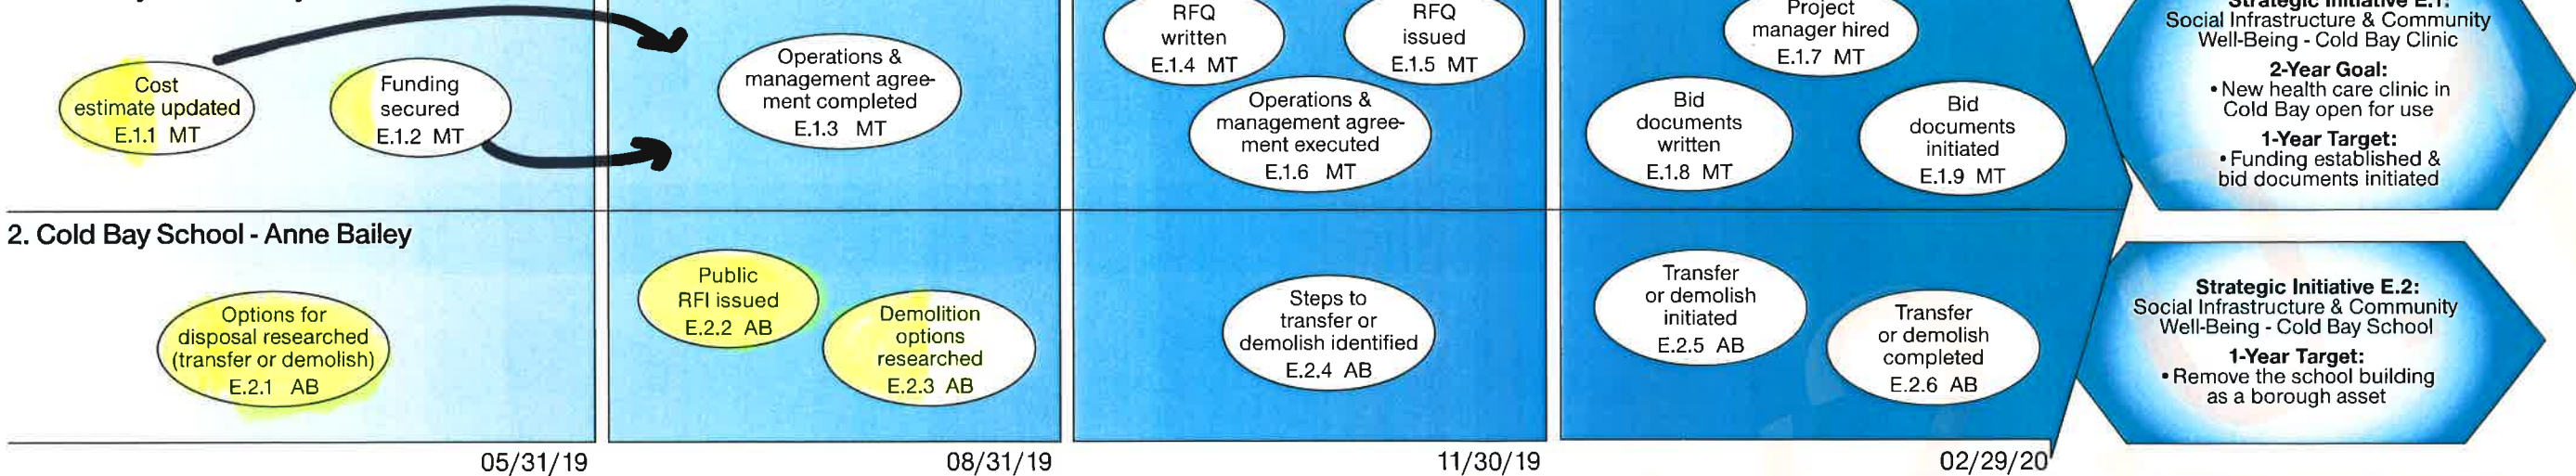 Cost
estimate updated
E.1.1 MT
Funding
secured
E.1.2 MT
Operations &
management agree-
ment completed
E.1.3 MT
RFQ
written
E.1.4 MT
RFQ
issued
E.1.5 MT
Operations &
management agree-
ment executed
E.1.6 MT
Project
manager hired
E.1.7 MT
Bid
documents
written
E.1.8 MT
Bid
documents
initiated
E.1.9 MT
Strategic Initiative E.1:
Social Infrastructure & Community
Well-Being - Cold Bay Clinic
2-Year Goal:
• New health care clinic in
Cold Bay open for use
1-Year Target:
• Funding established &
bid documents initiated
2. Cold Bay School - Anne Bailey
Options for
disposal researched
(transfer or demolish)
E.2.1 AB
Public
RFI issued
E.2.2 AB
Demolition
options
researched
E.2.3 AB
Steps to
transfer or
demolish identified
E.2.4 AB
Transfer
or demolish
initiated
E.2.5 AB
Transfer
or demolish
completed
E.2.6 AB
Strategic Initiative E.2:
Social Infrastructure & Community
Well-Being - Cold Bay School
1-Year Target:
• Remove the school building
as a borough asset
05/31/19
08/31/19
11/30/19
02/29/20